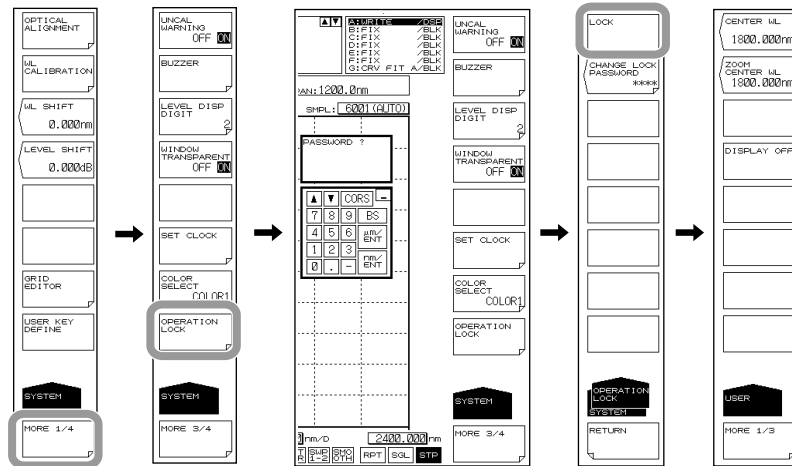 OPTICAL
ALIGNMENT
WL
CALIBRATION
WL SHIFT
0.000nm
LEVEL SHIFT
0.000dB
GRID
EDITOR
USER KEY
DEFINE
SYSTEM
MORE 1/4
UNCAL
WARNING
OFF ON
BUZZER
LEVEL DISP
DIGIT
2
WINDOW
TRANSPARENT
OFF ON
SET CLOCK
COLOR
SELECT
COLOR1
OPERATION
LOCK
SYSTEM
MORE 3/4
▲ ▼
A:WRITE /DSP
B:FIX /BLK
C:FIX /BLK
D:FIX /BLK
E:FIX /BLK
F:FIX /BLK
G:CRV FIT A/BLK
AN:1200.0nm
SMPL: 6001(AUTO)
PASSWORD ?
▲ ▼ CORS -
7 8 9 BS
4 5 6 µm/ENT
1 2 3 nm/ENT
0 . -
nm/D 2400.000 nm
SWP
1-2
SMO
OTH
RPT SGL STP
UNCAL
WARNING
OFF ON
BUZZER
LEVEL DISP
DIGIT
2
WINDOW
TRANSPARENT
OFF ON
SET CLOCK
COLOR
SELECT
COLOR1
OPERATION
LOCK
SYSTEM
MORE 3/4
LOCK
CHANGE LOCK
PASSWORD
****
OPERATION
LOCK
SYSTEM
RETURN
CENTER WL
1800.000nm
ZOOM
CENTER WL
1800.000nm
DISPLAY OFF
USER
MORE 1/3